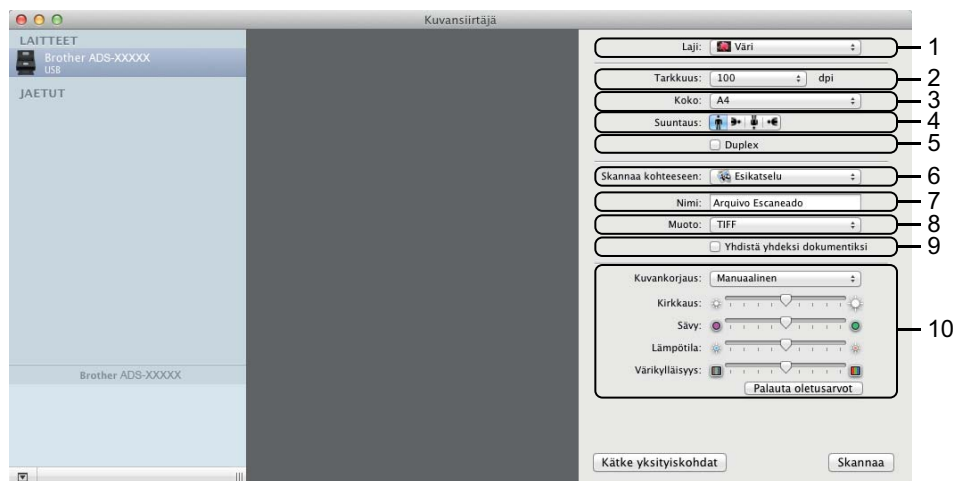 Kuvansiirtäjä
LAITTEET
Brother ADS-XXXXX
USB
JAETUT
Brother ADS-XXXXX
Laji: Väri 1
Tarkkuus: 100 dpi 2
Koko: A4 3
Suuntaus: 4
Duplex 5
Skannaa kohteeseen: Esikatselu 6
Nimi: Arquivo Escaneado 7
Muoto: TIFF 8
Yhdistä yhdeksi dokumentiksi 9
Kuvankorjaus: Manuaalinen
Kirkkaus:
Sävy:
Lämpötila: 10
Värikylläisyys:
Palauta oletusarvot
Kätke yksityiskohdat Skannaa